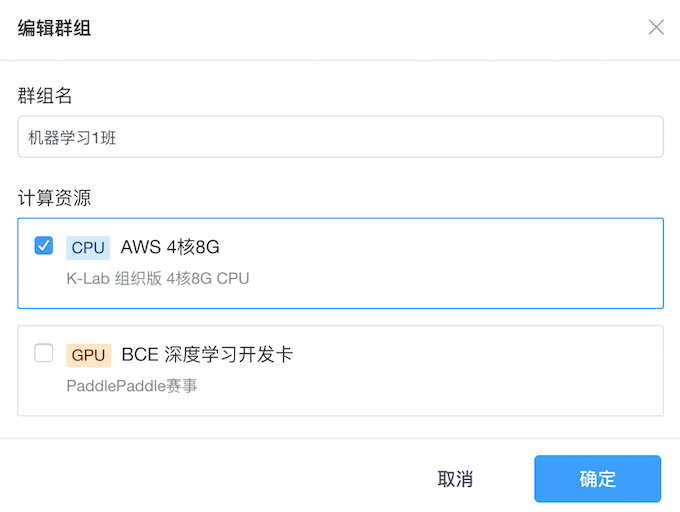 编辑群组
群组名
机器学习1班
计算资源
CPU AWS 4核8G
K-Lab 组织版 4核8G CPU
GPU BCE 深度学习开发卡
PaddlePaddle赛事
取消 确定